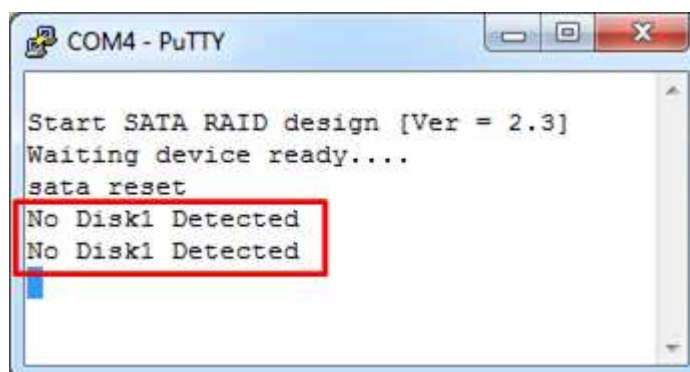 COM4 - PuTTY
Start SATA RAID design [Ver = 2.3]
Waiting device ready....
sata reset
No Disk1 Detected
No Disk1 Detected